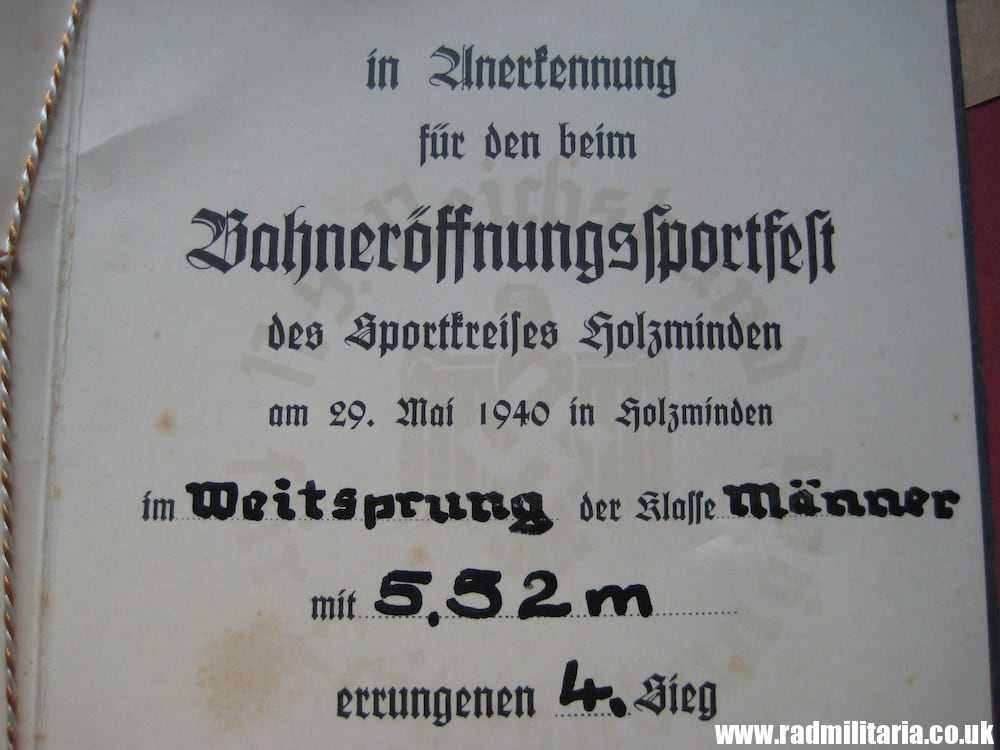 in Anerkennung
für den beim
Bahneröffnungssportfest
des Sportkreises Holzminden
am 29. Mai 1940 in Holzminden
im Weitsprung der Klasse Männer
mit 5,52 m
errungenen 4. Sieg
www.radmilitaria.co.uk